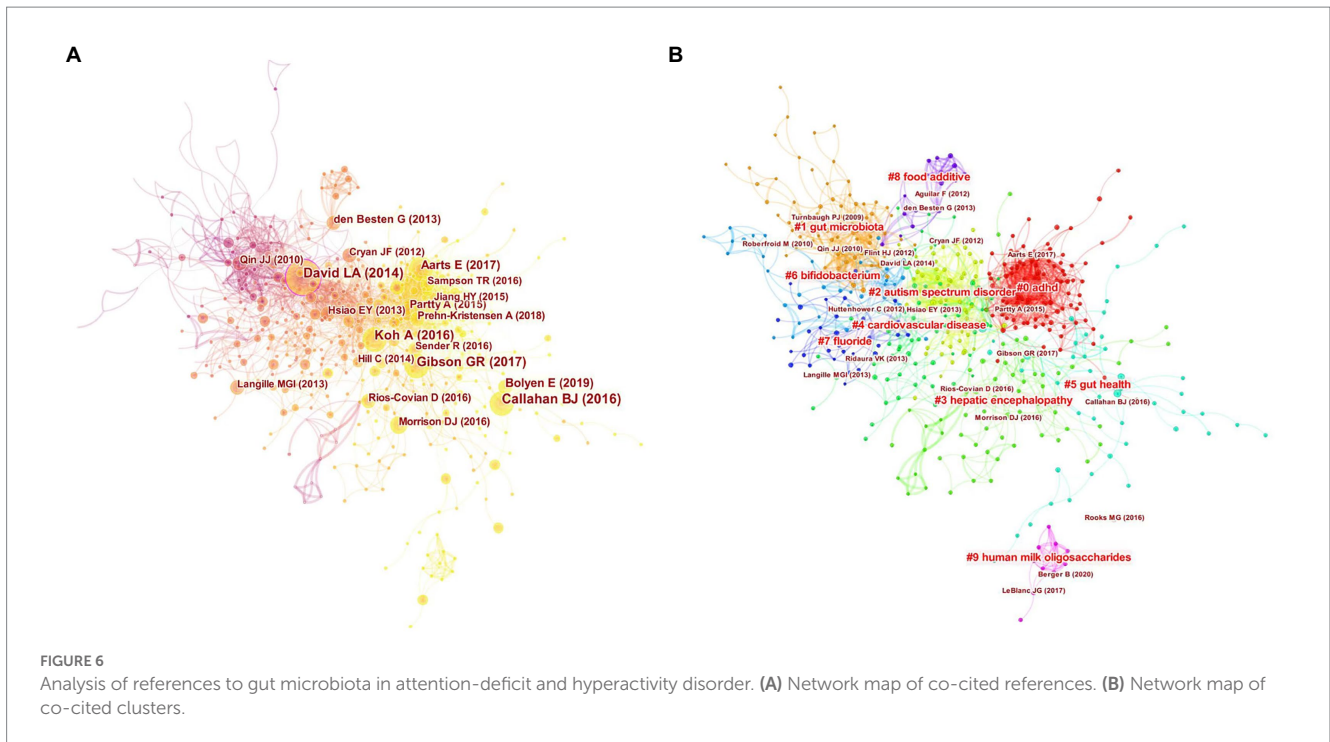 A
den Besten G (2013)
Cryan JF (2012)
Qin JJ (2010)
David LA (2014)
Aarts E (2017)
Sampson TR (2016)
Jiang HY (2015)
Partty A (2015)
Hsiao EY (2013)
Prehn-Kristensen A (2018)
Koh A (2016)
Sender R (2016)
Hill C (2014)
Gibson GR (2017)
Langille MGI (2013)
Bolyen E (2019)
Rios-Covian D (2016)
Callahan BJ (2016)
Morrison DJ (2016)
B
#8 food additive
Aguilar F (2012)
den Besten G (2013)
Turnbaugh PJ (2009)
#1 gut microbiota
Roberfroid M (2010)
Qin JJ (2010)
Flint HJ (2012)
Cryan JF (2012)
David LA (2014)
Aarts E (2017)
#6 bifidobacterium
#2 autism spectrum disorder
#0 adhd
Huttenhower C (2012)
Hsiao EY (2013)
Partty A (2015)
#4 cardiovascular disease
#7 fluoride
Ridaura VK (2013)
Gibson GR (2017)
Langille MGI (2013)
Rios-Covian D (2016)
#5 gut health
#3 hepatic encephalopathy
Callahan BJ (2016)
Morrison DJ (2016)
Rooks MG (2016)
#9 human milk oligosaccharides
Berger B (2020)
LeBlanc JG (2017)
FIGURE 6
Analysis of references to gut microbiota in attention-deficit and hyperactivity disorder. (A) Network map of co-cited references. (B) Network map of
co-cited clusters.